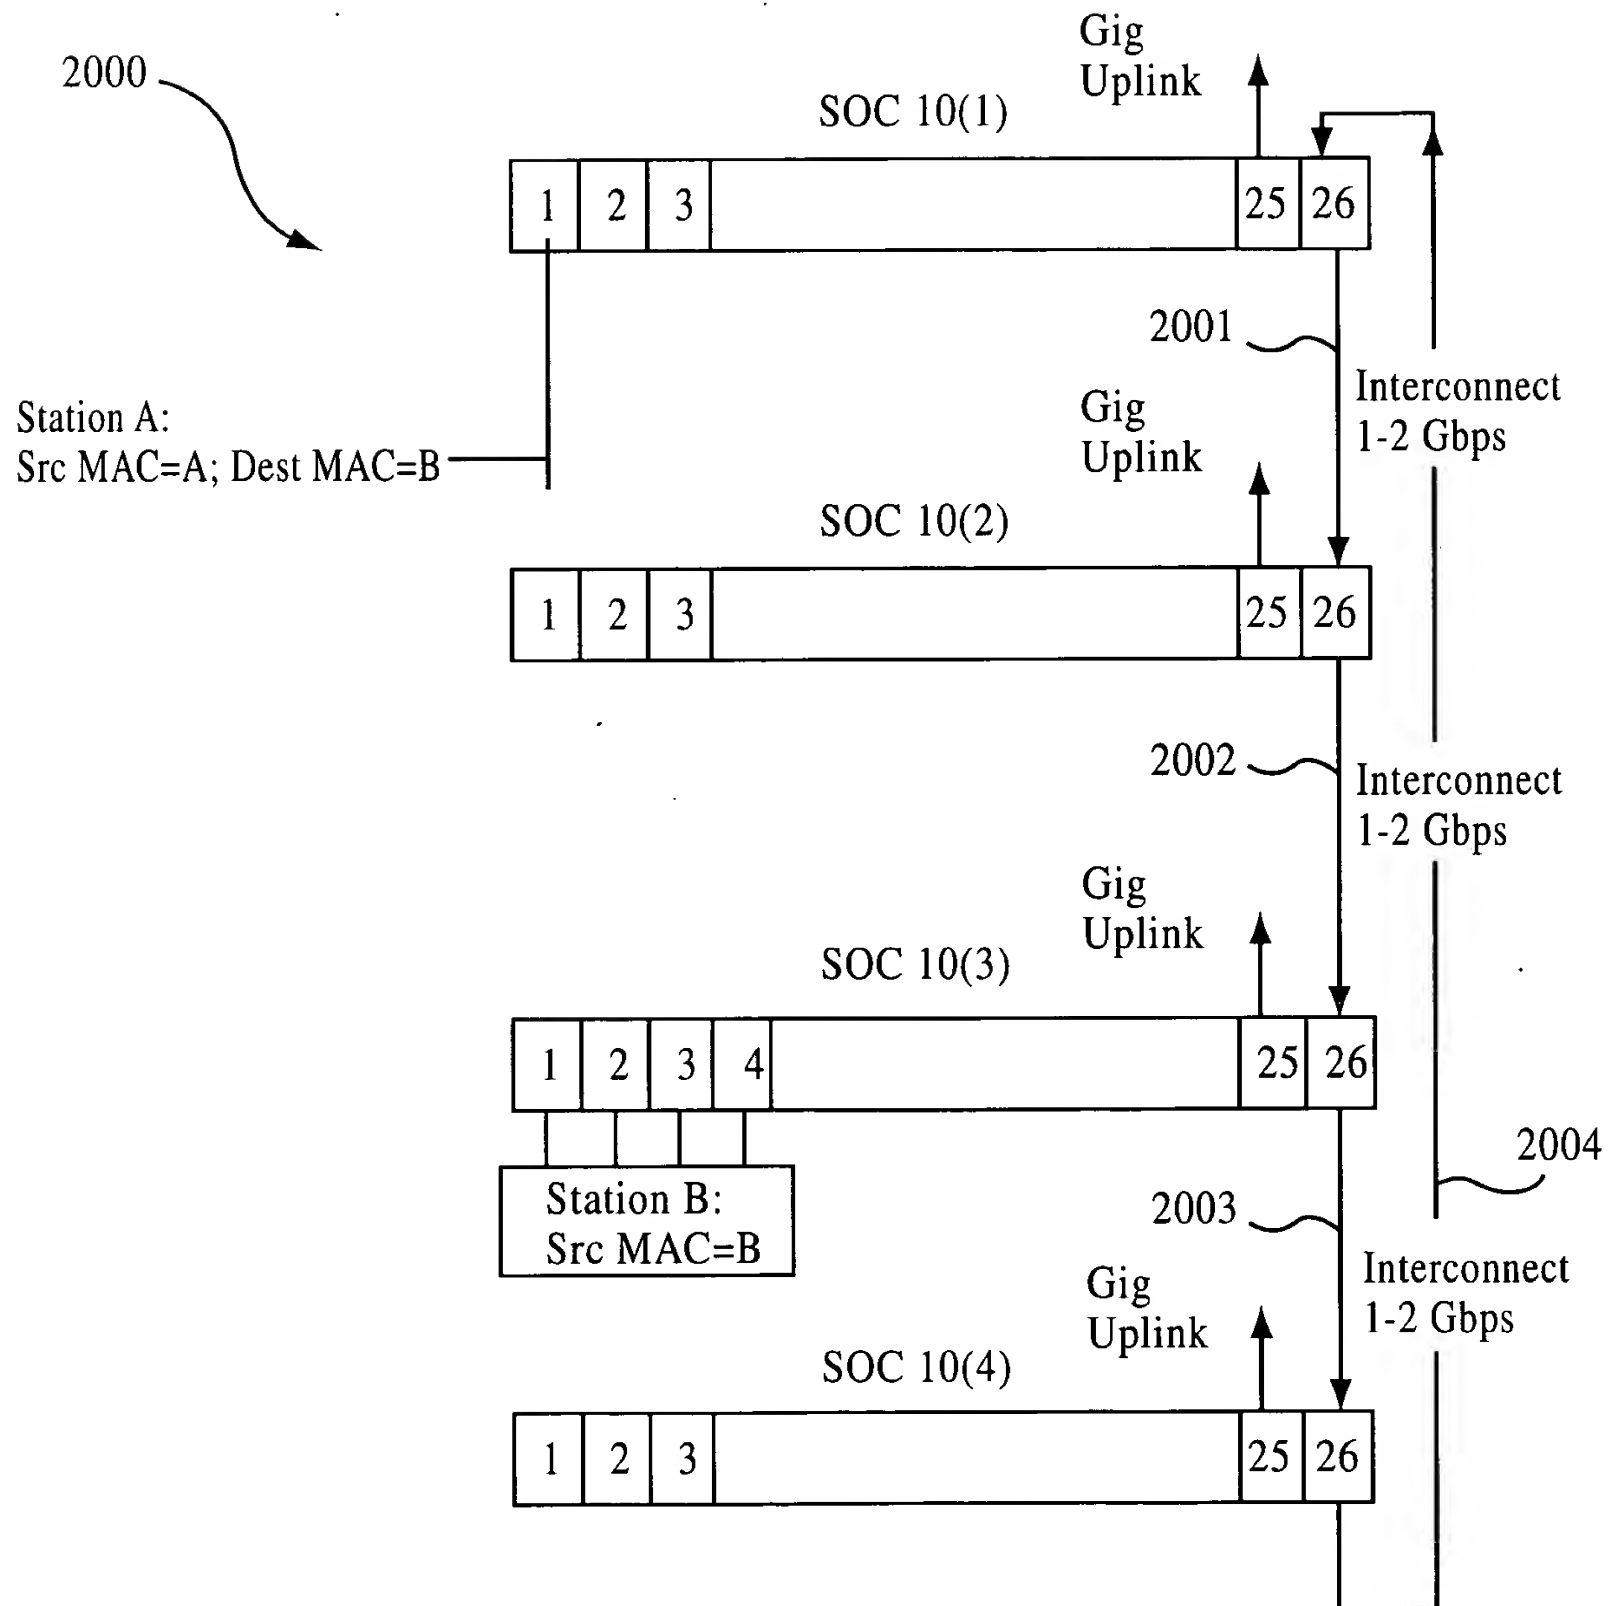 2000
Gig
Uplink
SOC 10(1)
1 2 3 25 26
2001
Interconnect
1-2 Gbps
Station A:
Src MAC=A; Dest MAC=B
Gig
Uplink
SOC 10(2)
1 2 3 25 26
2002
Interconnect
1-2 Gbps
Gig
Uplink
SOC 10(3)
1 2 3 4 25 26
2004
Station B:
Src MAC=B
2003
Interconnect
1-2 Gbps
Gig
Uplink
SOC 10(4)
1 2 3 25 26